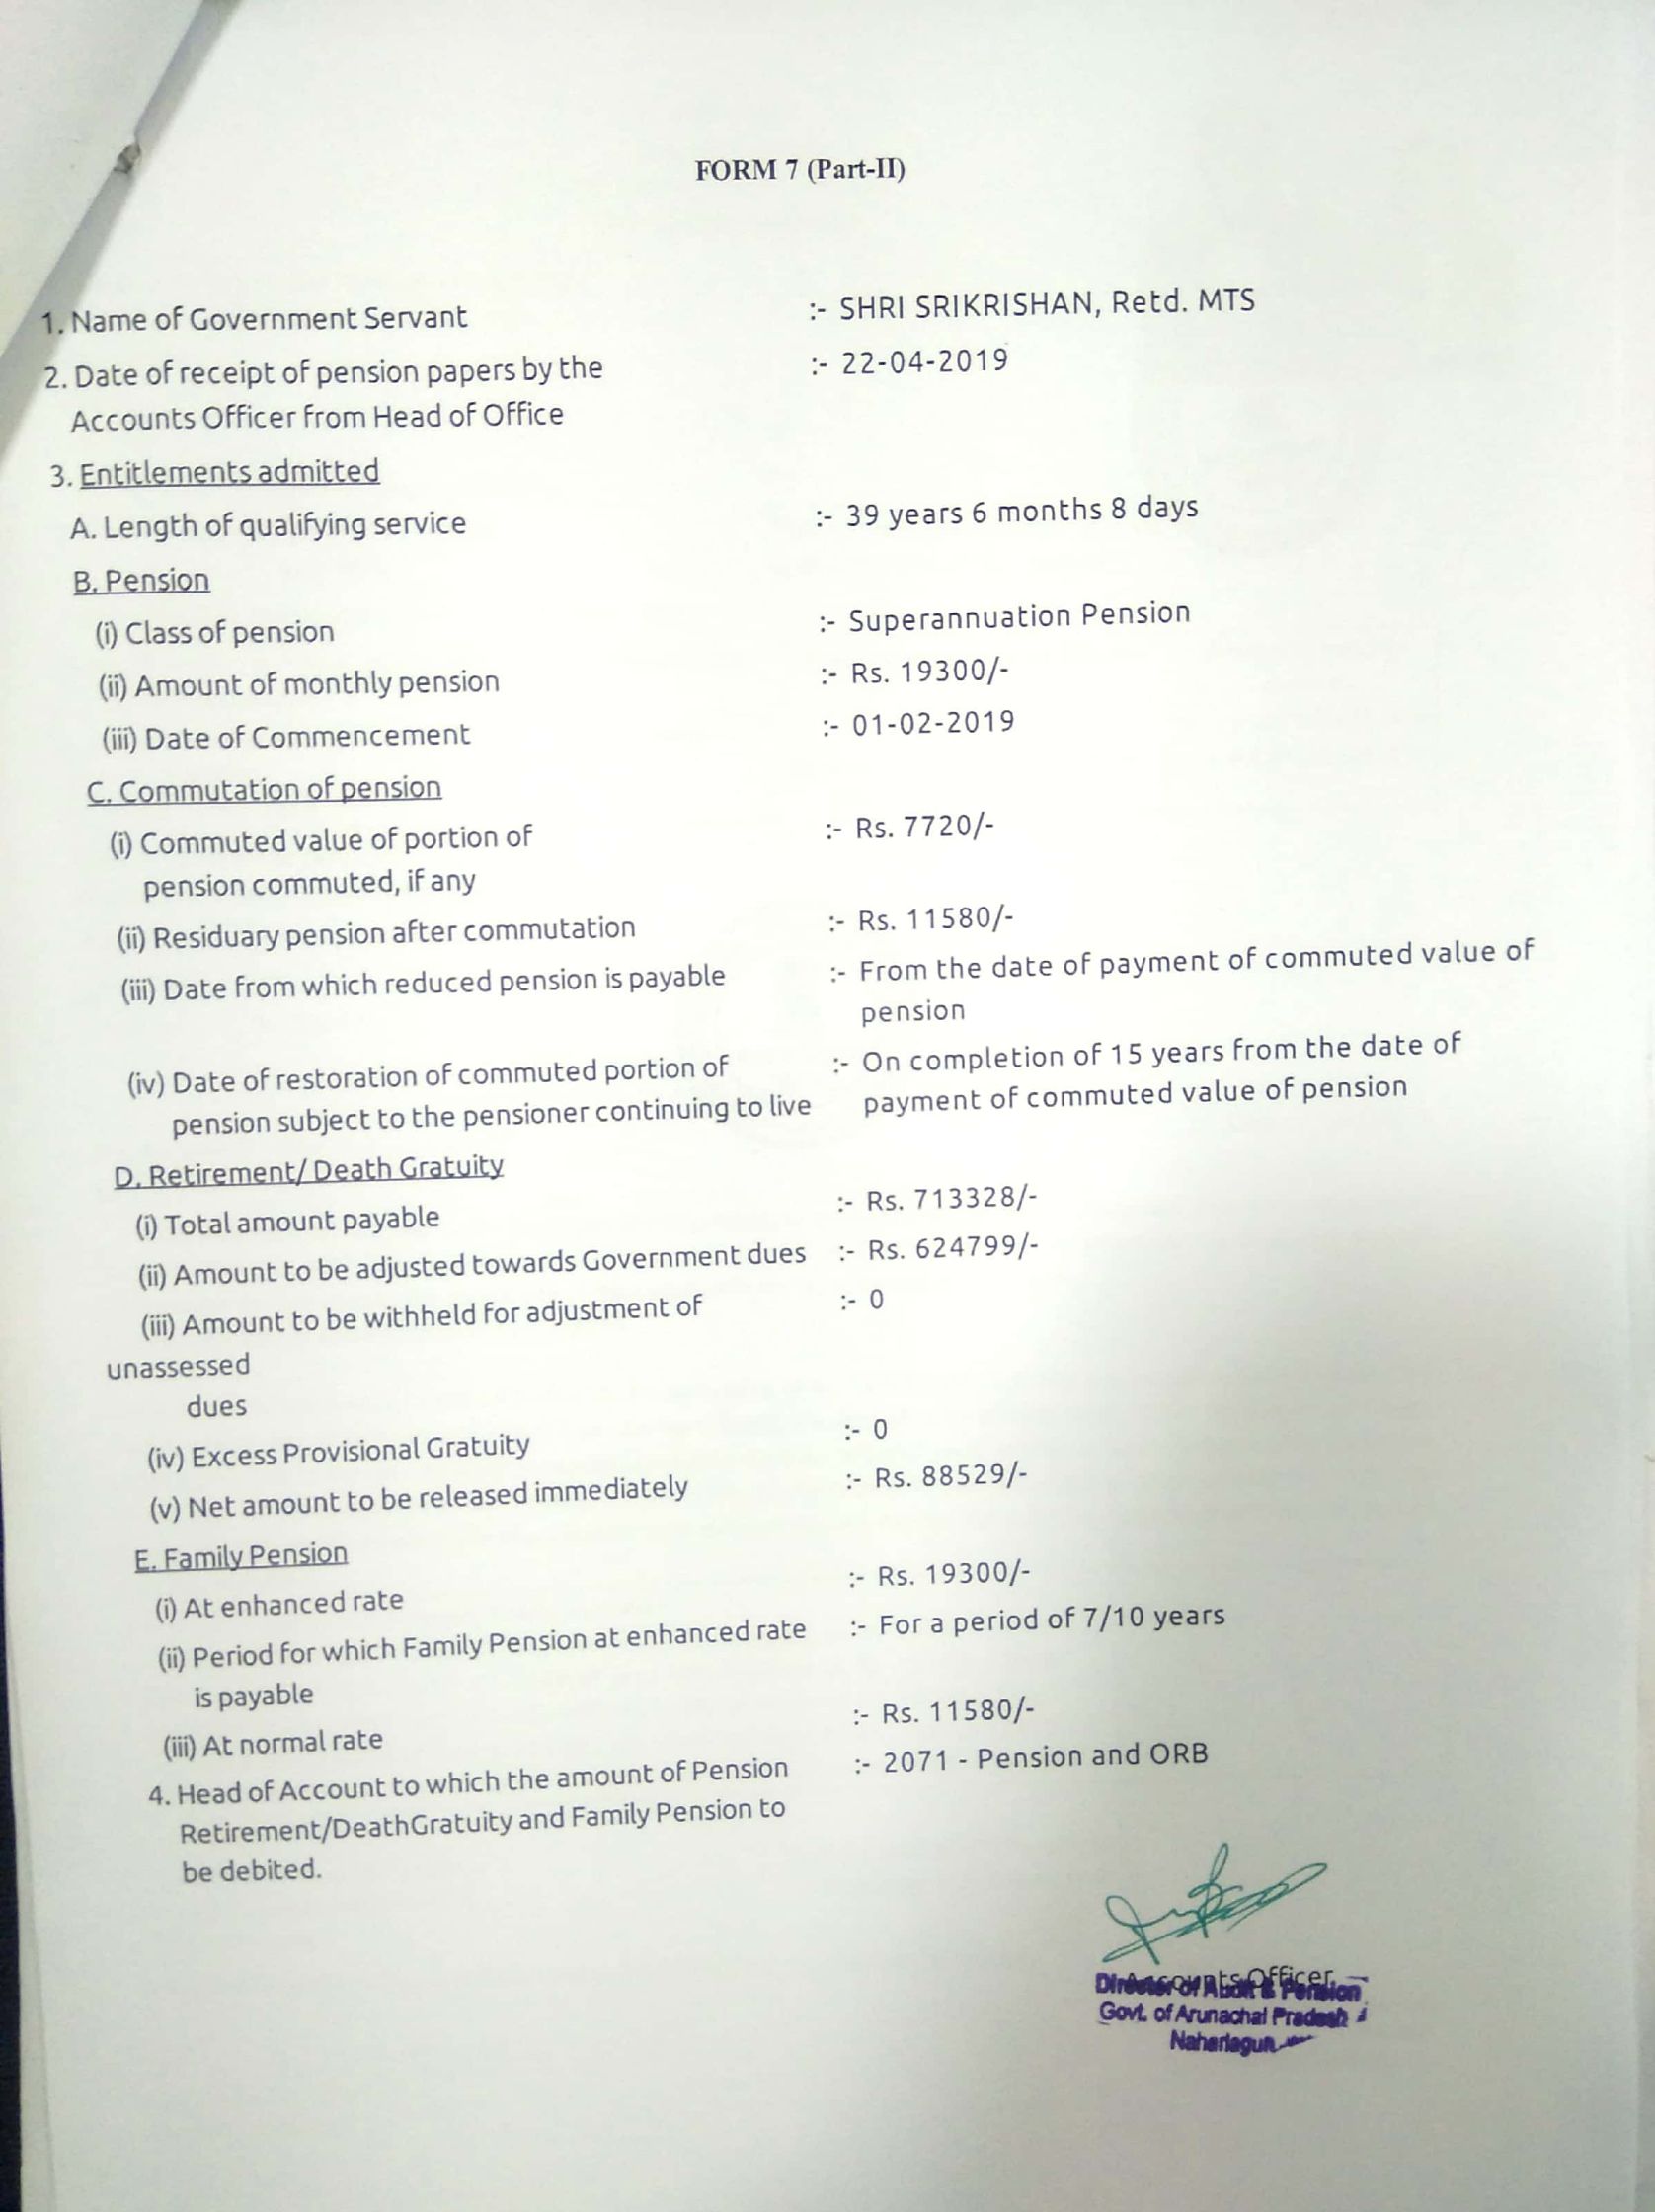 FORM 7 (Part-II)
1. Name of Government Servant :- SHRI SRIKRISHAN, Retd. MTS
2. Date of receipt of pension papers by the :- 22-04-2019
Accounts Officer from Head of Office
3. Entitlements admitted
A. Length of qualifying service :- 39 years 6 months 8 days
B. Pension
(i) Class of pension :- Superannuation Pension
(ii) Amount of monthly pension :- Rs. 19300/-
(iii) Date of Commencement :- 01-02-2019
C. Commutation of pension
(i) Commuted value of portion of :- Rs. 7720/-
pension commuted, if any
(ii) Residuary pension after commutation :- Rs. 11580/-
(iii) Date from which reduced pension is payable :- From the date of payment of commuted value of
pension
(iv) Date of restoration of commuted portion of :- On completion of 15 years from the date of
pension subject to the pensioner continuing to live payment of commuted value of pension
D. Retirement/ Death Gratuity
(i) Total amount payable :- Rs. 713328/-
(ii) Amount to be adjusted towards Government dues :- Rs. 624799/-
(iii) Amount to be withheld for adjustment of :- 0
unassessed
dues
(iv) Excess Provisional Gratuity :- 0
(v) Net amount to be released immediately :- Rs. 88529/-
E. Family Pension
(i) At enhanced rate :- Rs. 19300/-
(ii) Period for which Family Pension at enhanced rate :- For a period of 7/10 years
is payable
(iii) At normal rate :- Rs. 11580/-
4. Head of Account to which the amount of Pension :- 2071 - Pension and ORB
Retirement/DeathGratuity and Family Pension to
be debited.
Accounts Officer
Director of Audit & Pension
Govt. of Arunachal Pradesh
Naharlagun